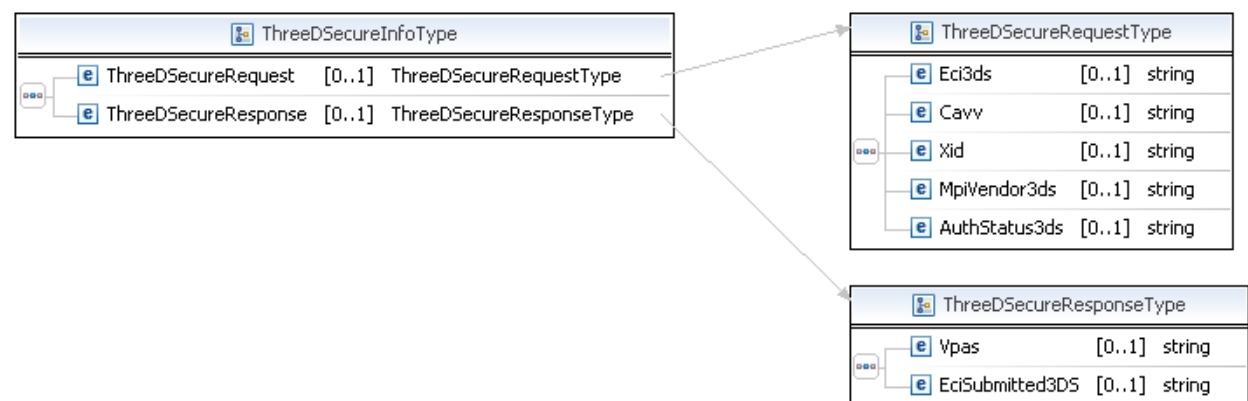 ThreeDSecureInfoType
e ThreeDSecureRequest [0..1] ThreeDSecureRequestType
e ThreeDSecureResponse [0..1] ThreeDSecureResponseType
ThreeDSecureRequestType
e Eci3ds [0..1] string
e Cavv [0..1] string
e Xid [0..1] string
e MpiVendor3ds [0..1] string
e AuthStatus3ds [0..1] string
ThreeDSecureResponseType
e Vpas [0..1] string
e EciSubmitted3DS [0..1] string